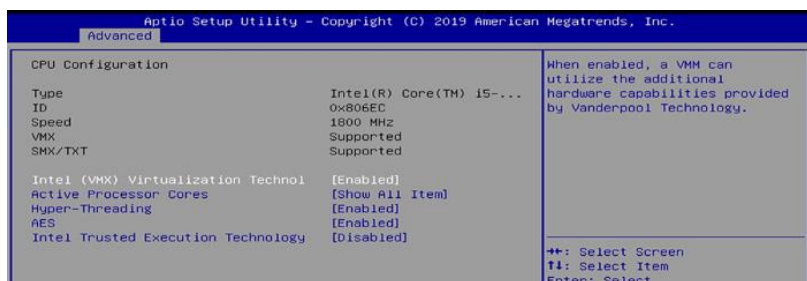 Aptio Setup Utility – Copyright (C) 2019 American Megatrends, Inc.
Advanced
CPU Configuration
Type Intel(R) Core(TM) i5-...
ID 0x806EC
Speed 1800 MHz
VMX Supported
SMX/TXT Supported
Intel (VMX) Virtualization Technol [Enabled]
Active Processor Cores [Show All Item]
Hyper-Threading [Enabled]
AES [Enabled]
Intel Trusted Execution Technology [Disabled]
When enabled, a VMM can
utilize the additional
hardware capabilities provided
by Vanderpool Technology.
→←: Select Screen
↑↓: Select Item
Enter: Select